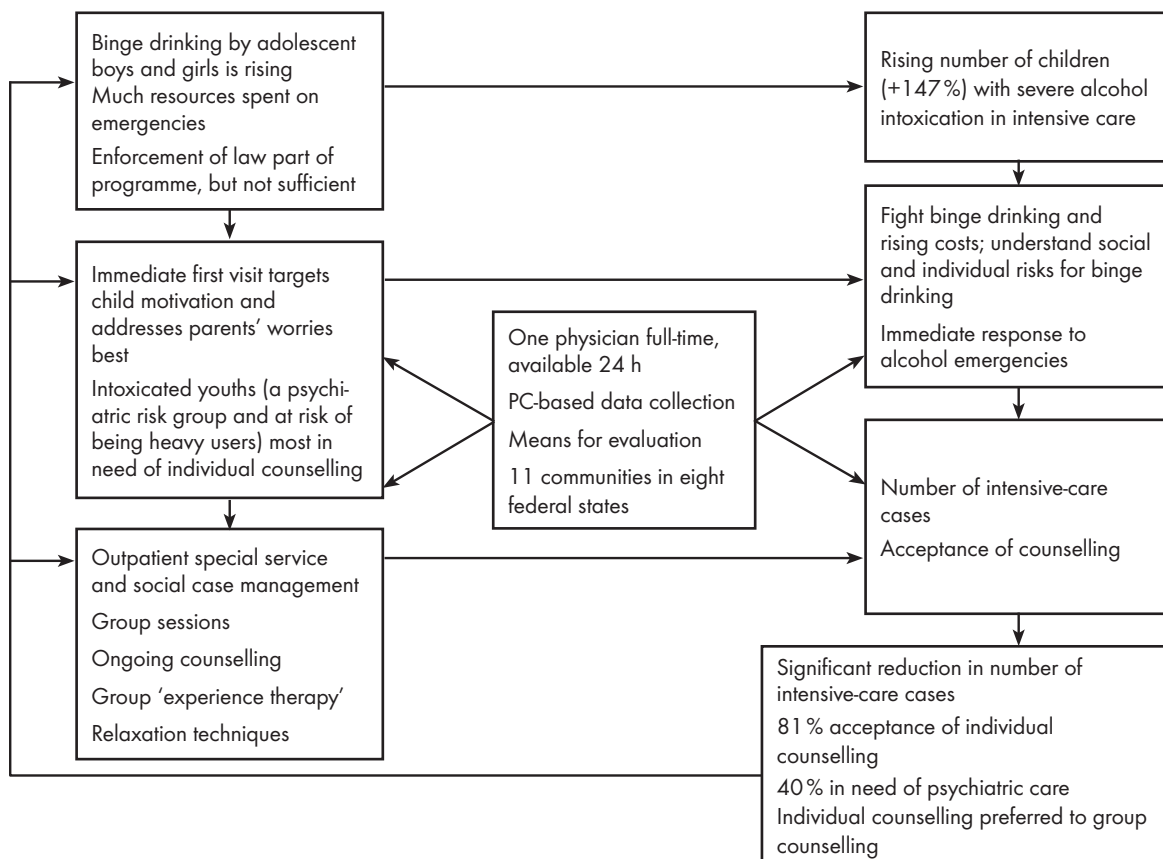 Binge drinking by adolescent
boys and girls is rising
Much resources spent on
emergencies
Enforcement of law part of
programme, but not sufficient
Rising number of children
(+147%) with severe alcohol
intoxication in intensive care
Immediate first visit targets
child motivation and
addresses parents’ worries
best
Intoxicated youths (a psychi-
atric risk group and at risk of
being heavy users) most in
need of individual counselling
One physician full-time,
available 24 h
PC-based data collection
Means for evaluation
11 communities in eight
federal states
Fight binge drinking and
rising costs; understand social
and individual risks for binge
drinking
Immediate response to
alcohol emergencies
Outpatient special service
and social case management
Group sessions
Ongoing counselling
Group ‘experience therapy’
Relaxation techniques
Number of intensive-care
cases
Acceptance of counselling
Significant reduction in number of
intensive-care cases
81% acceptance of individual
counselling
40% in need of psychiatric care
Individual counselling preferred to group
counselling